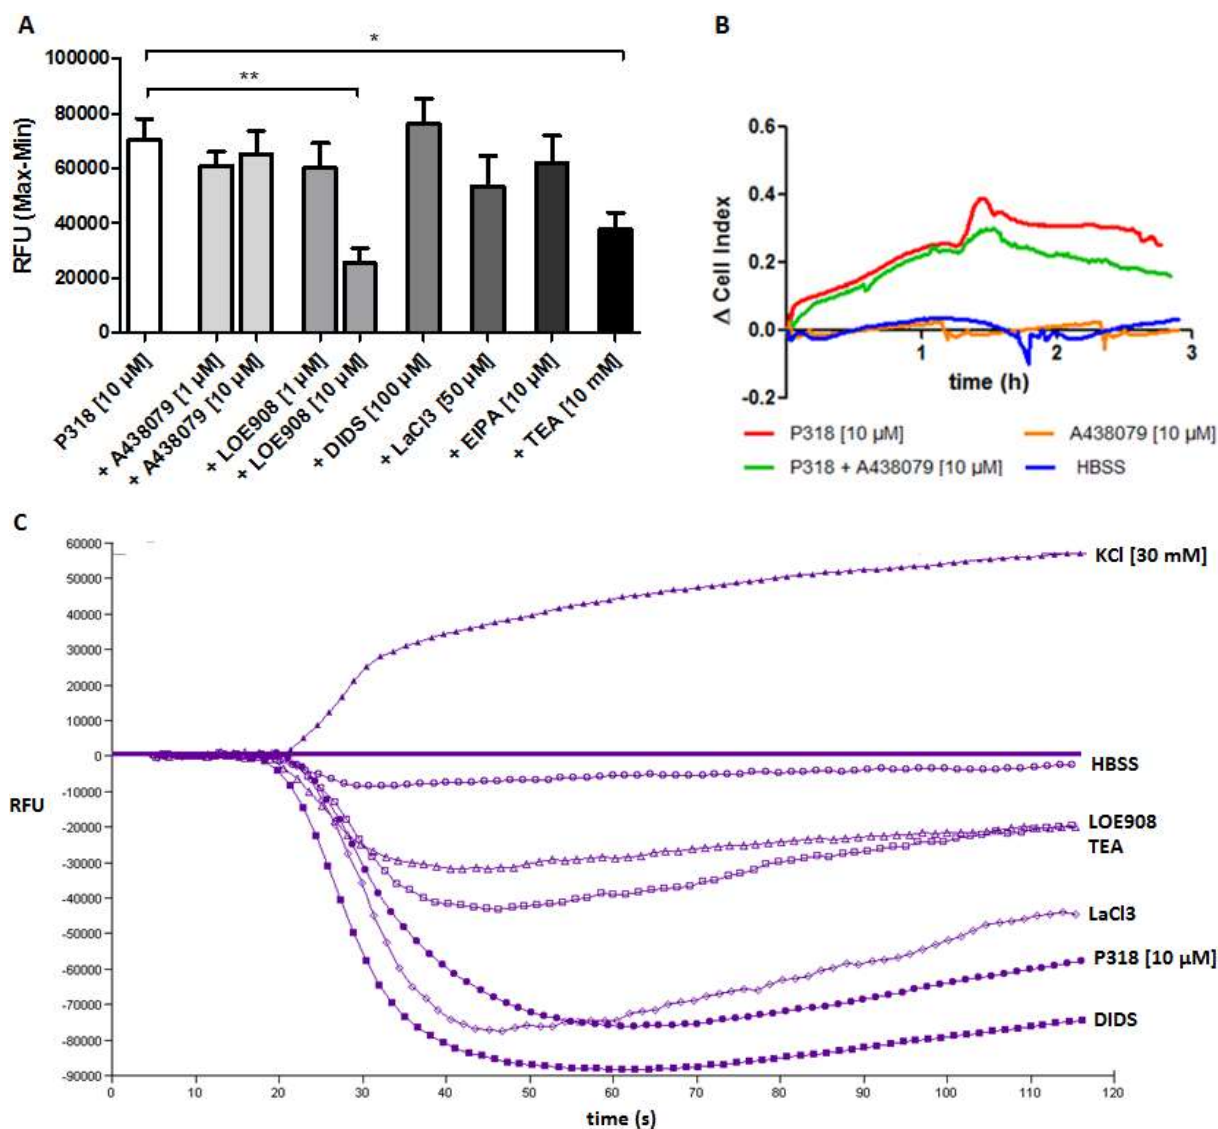 A
B
*
**
100000
80000
60000
40000
20000
0
RFU (Max-Min)
P318 [10 µM]
+ A438079 [1 µM]
+ A438079 [10 µM]
+ LOE908 [1 µM]
+ LOE908 [10 µM]
+ DIDS [100 µM]
+ LaCl3 [50 µM]
+ EIPA [10 µM]
+ TEA [10 mM]
0.6
0.4
0.2
0.0
-0.2
Δ Cell Index
1
2
3
time (h)
P318 [10 µM]
A438079 [10 µM]
P318 + A438079 [10 µM]
HBSS
C
60000
50000
40000
30000
20000
10000
0
-10000
-20000
-30000
-40000
-50000
-60000
-70000
-80000
-90000
RFU
KCl [30 mM]
HBSS
LOE908
TEA
LaCl3
P318 [10 µM]
DIDS
0 10 20 30 40 50 60 70 80 90 100 110 120
time (s)